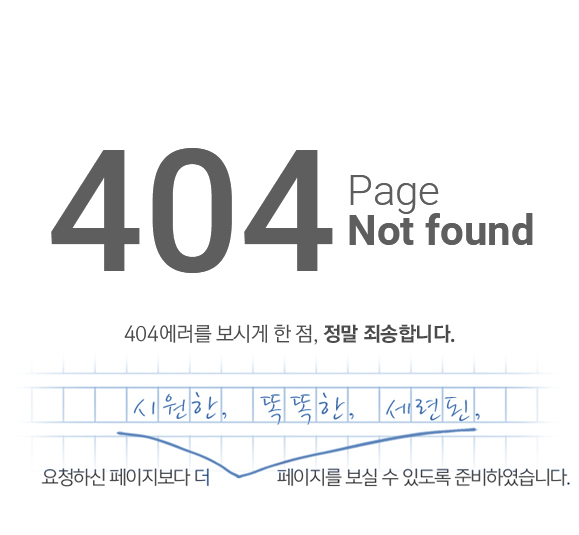 404 Page
Not found
404에러를 보시게 한 점, 정말 죄송합니다.
시원한, 똑똑한, 세련된,
요청하신 페이지보다 더 페이지를 보실 수 있도록 준비하였습니다.